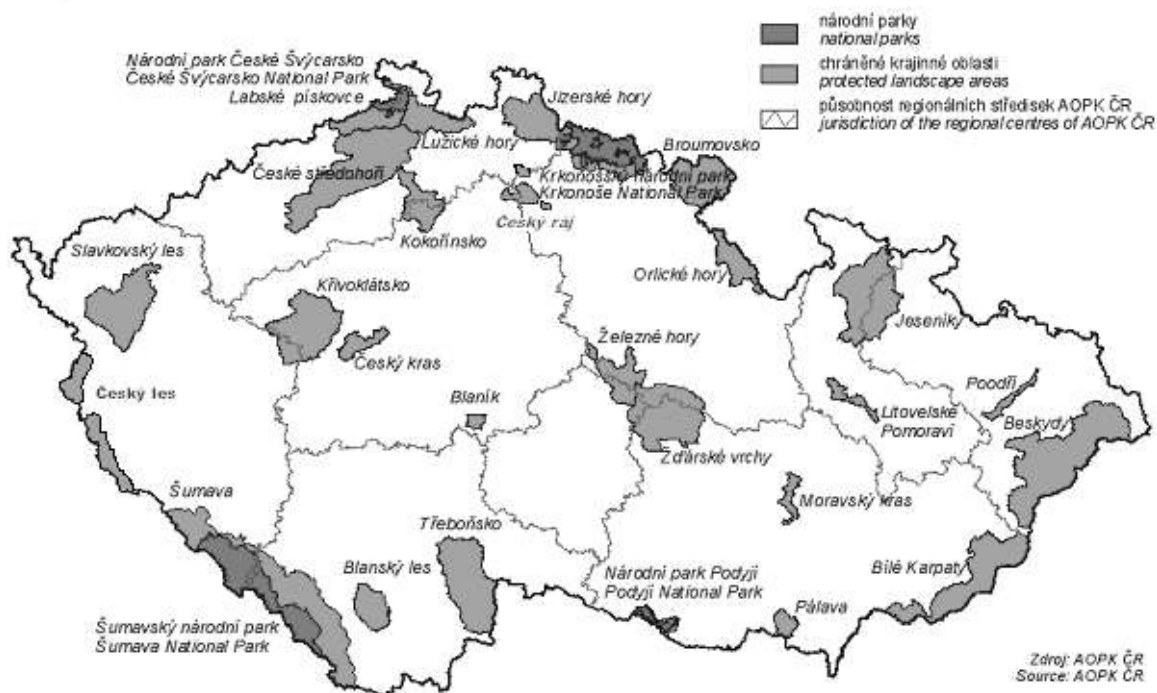 národní parky
national parks
chráněné krajinné oblasti
protected landscape areas
působnost regionálních středisek AOPK ČR
jurisdiction of the regional centres of AOPK ČR
Národní park České Švýcarsko
České Švýcarsko National Park
Labské pískovce
Jizerské hory
Lužické hory
Broumovsko
České středohoří
Krkonošský národní park
Krkonoše National Park
Český raj
Kokořínsko
Slavkovský les
Orlické hory
Křivoklátsko
Jeseníky
Železné hory
Český kras
Český les
Blaník
Poodří
Litovelské
Pomoraví
Beskydy
Žďárské vrchy
Moravský kras
Šumava
Třeboňsko
Blanský les
Národní park Podyjí
Podyjí National Park
Bílé Karpaty
Pálava
Šumavský národní park
Šumava National Park
Zdroj: AOPK ČR
Source: AOPK ČR